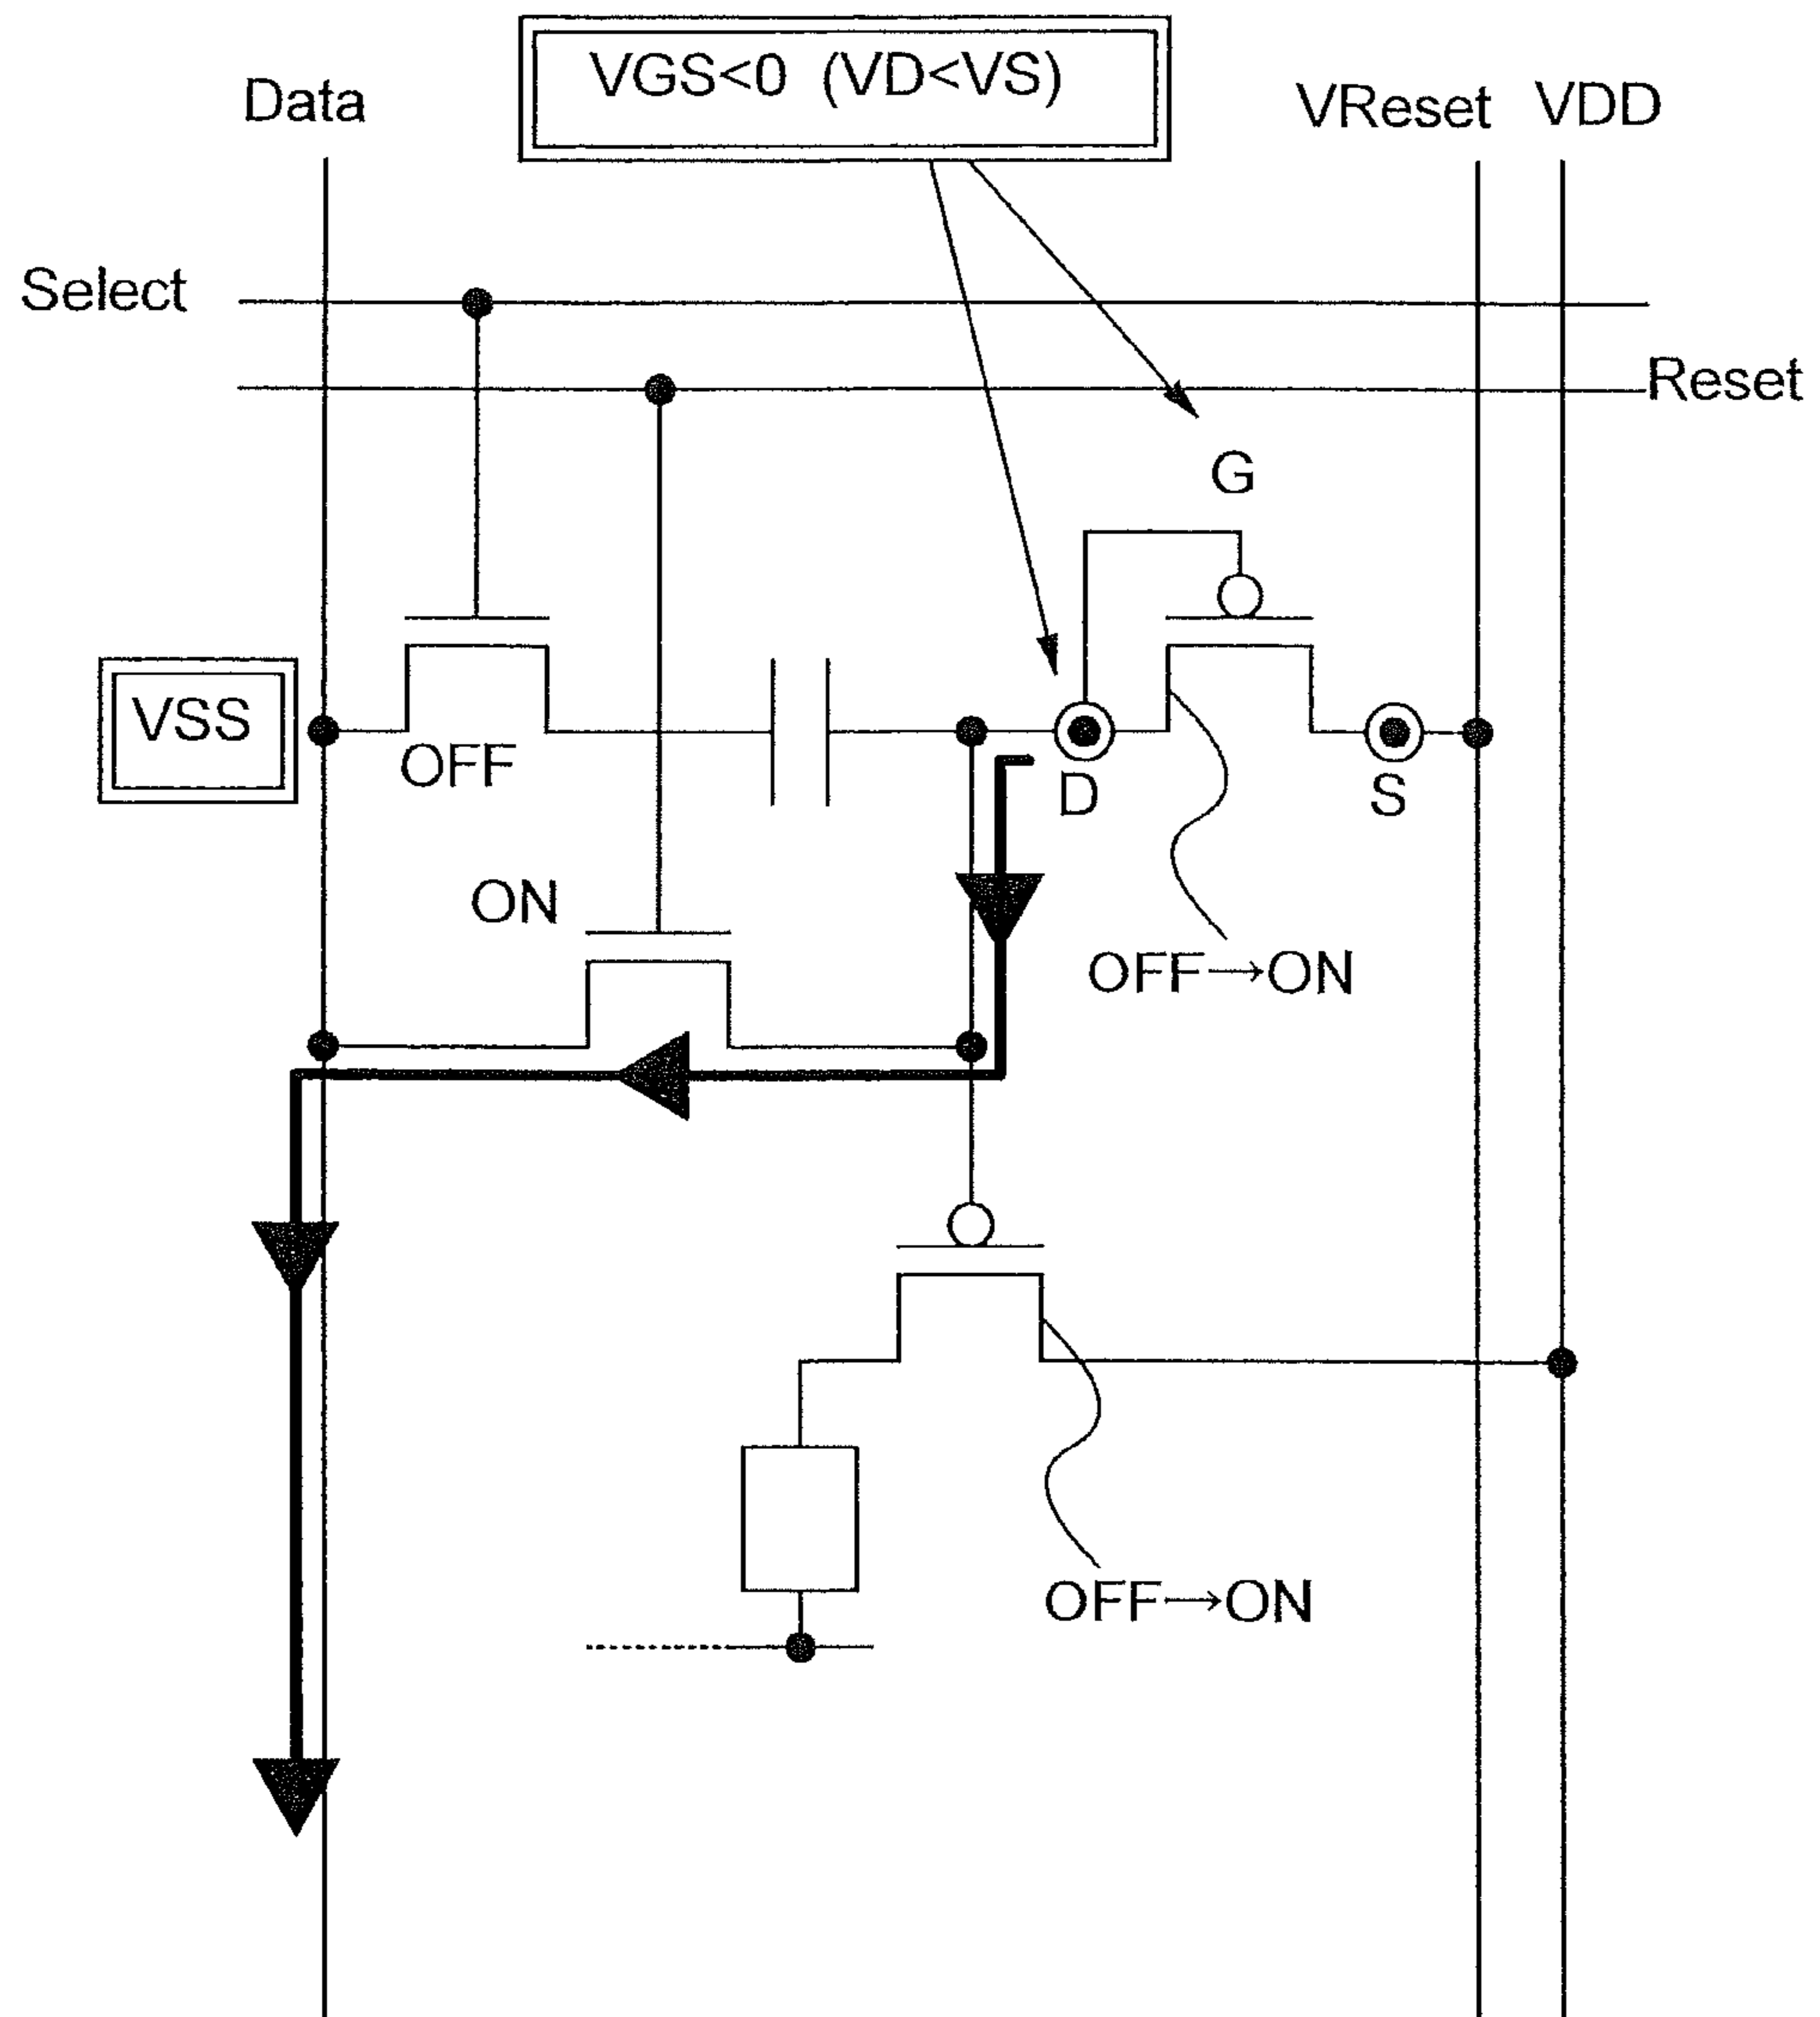 VGS<0 (VD<VS)
Data
VReset
VDD
Select
Reset
G
VSS
OFF
D
S
ON
OFF→ON
OFF→ON